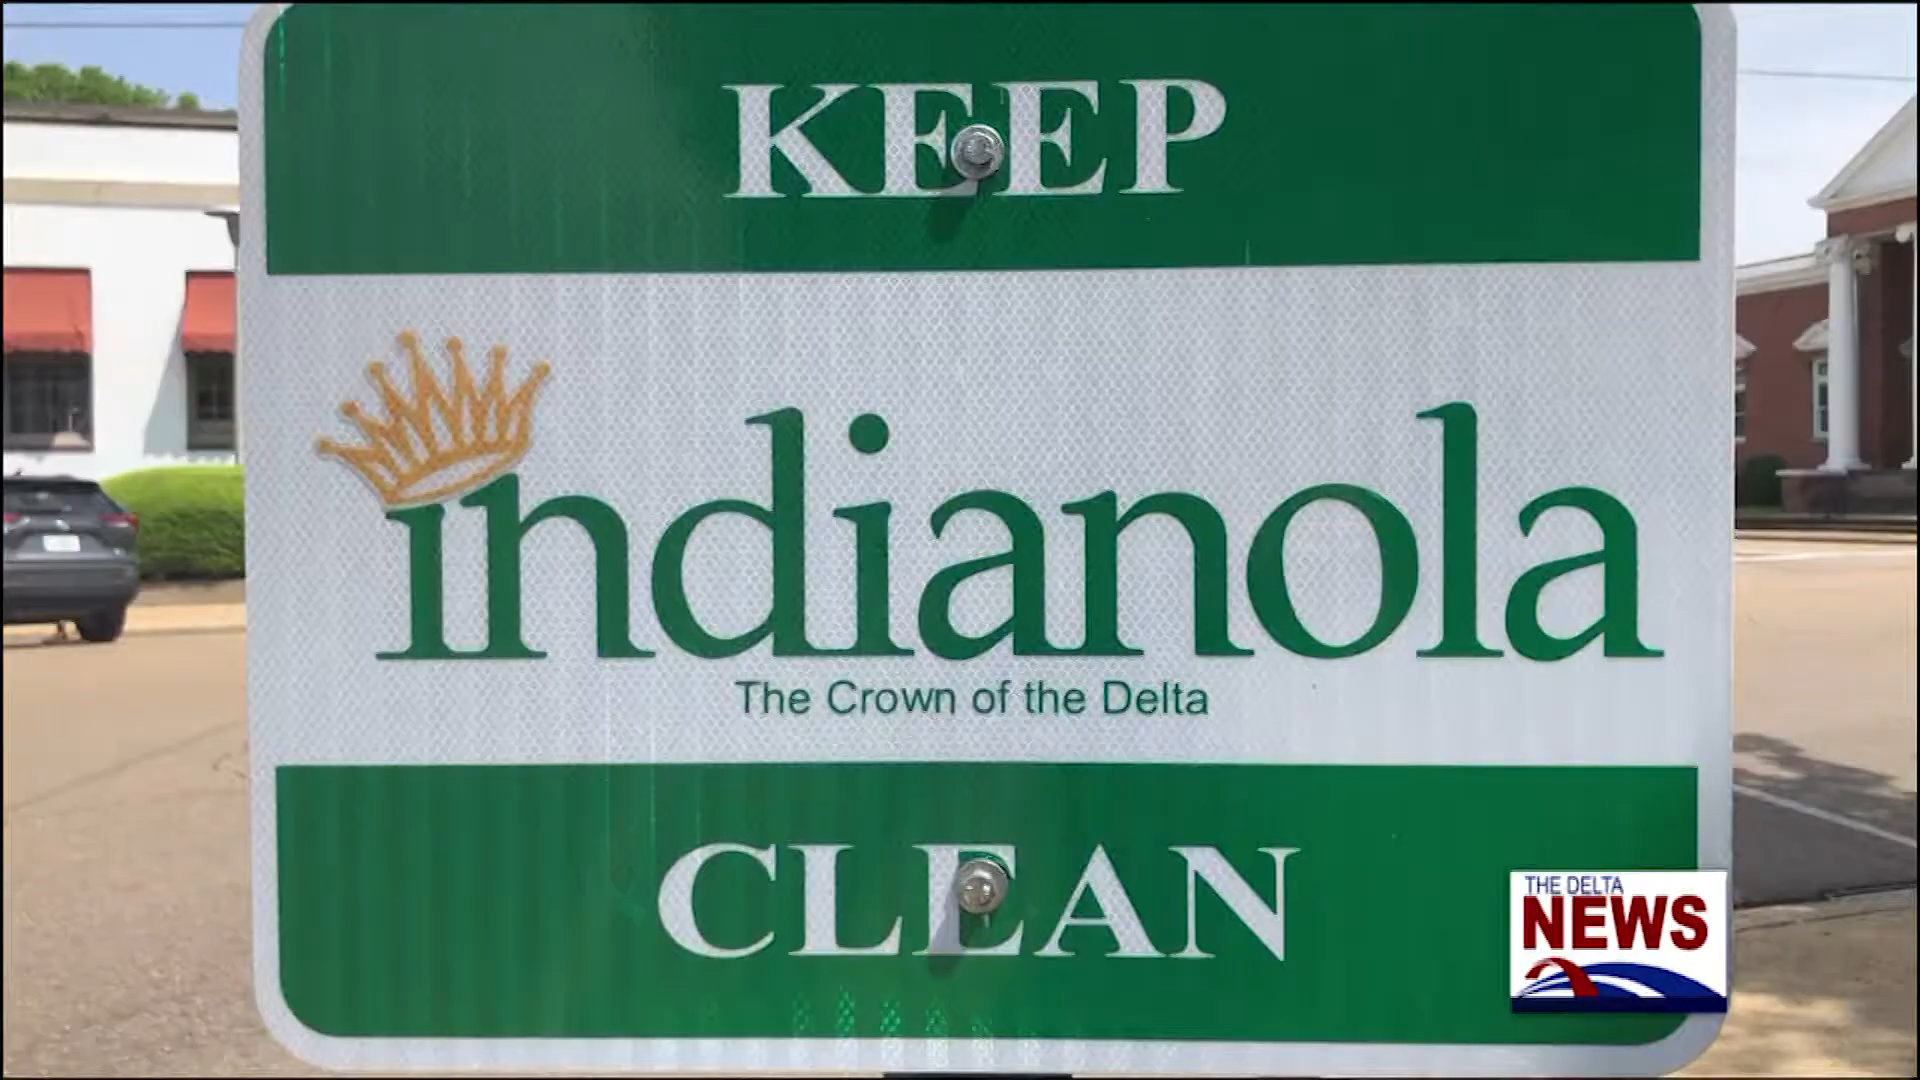 KEEP
indianola
The Crown of the Delta
CLEAN
THE DELTA
NEWS